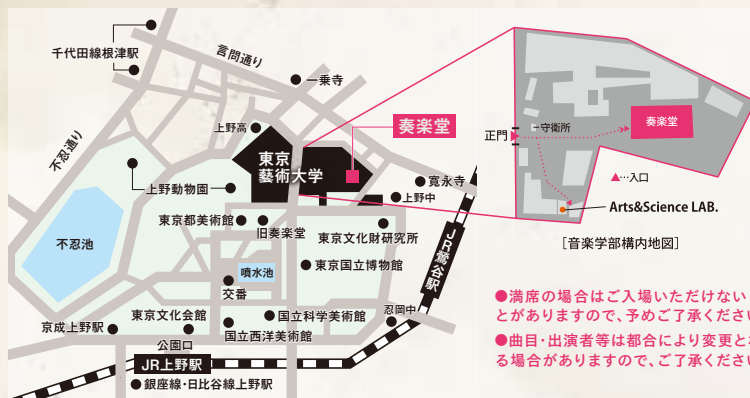 千代田線根津駅
言問通り
一乗寺
不忍通り
上野高
東京
藝術大学
奏楽堂
上野動物園
寛永寺
上野中
東京都美術館
旧奏楽堂
東京文化財研究所
不忍池
噴水池
東京国立博物館
JR鶯谷駅
交番
京成上野駅
東京文化会館
国立科学美術館
忍岡中
国立西洋美術館
公園口
JR上野駅
銀座線・日比谷線上野駅
正門
守衛所
奏楽堂
▲…入口
Arts&Science LAB.
［音楽学部構内地図］
●満席の場合はご入場いただけない
とがありますので、予めご了承くださ
●曲目・出演者等は都合により変更と
る場合がありますので、ご了承くださ